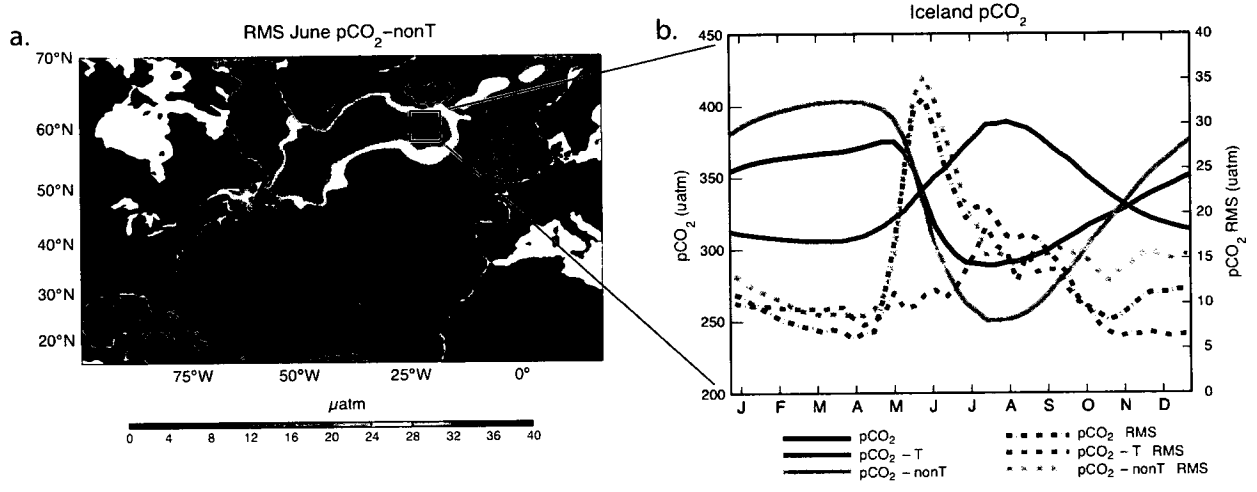 a.
RMS June pCO₂−nonT
70°N
60°N
50°N
40°N
30°N
20°N
75°W
50°W
25°W
0°
μatm
0 4 8 12 16 20 24 28 32 36 40
b.
Iceland pCO₂
450
400
350
300
250
200
pCO₂ (uatm)
40
35
30
25
20
15
10
5
0
pCO₂ RMS (uatm)
J F M A M J J A S O N D
pCO₂
pCO₂ − T
pCO₂ − nonT
pCO₂ RMS
pCO₂ − T RMS
pCO₂ − nonT RMS